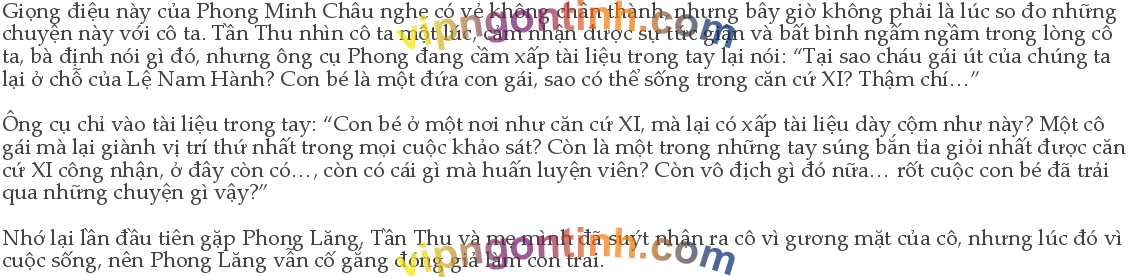 Giọng điệu này của Phong Minh Châu nghe có vẻ không chân thành, nhưng bây giờ không phải là lúc so đo những
chuyện này với cô ta. Tần Thu nhìn cô ta một lúc, cảm nhận được sự tức giận và bất bình ngấm ngầm trong lòng cô
ta, bà định nói gì đó, nhưng ông cụ Phong đang cầm xấp tài liệu trong tay lại nói: “Tại sao cháu gái út của chúng ta
lại ở chỗ của Lệ Nam Hành? Con bé là một đứa con gái, sao có thể sống trong căn cứ XI? Thậm chí…”
Ông cụ chỉ vào tài liệu trong tay: “Con bé ở một nơi như căn cứ XI, mà lại có xấp tài liệu dày cộm như này? Một cô
gái mà lại giành vị trí thứ nhất trong mọi cuộc khảo sát? Còn là một trong những tay súng bắn tỉa giỏi nhất được căn
cứ XI công nhận, ở đây còn có…, còn có cái gì mà huấn luyện viên? Còn vô địch gì đó nữa… rốt cuộc con bé đã trải
qua những chuyện gì vậy?”
Nhớ lại lần đầu tiên gặp Phong Lăng, Tần Thu và mẹ mình đã suýt nhận ra cô vì gương mặt của cô, nhưng lúc đó vì
cuộc sống, nên Phong Lăng vẫn cố gắng đóng giả làm con trai.
vipngontinh.com
vipngontinh.com